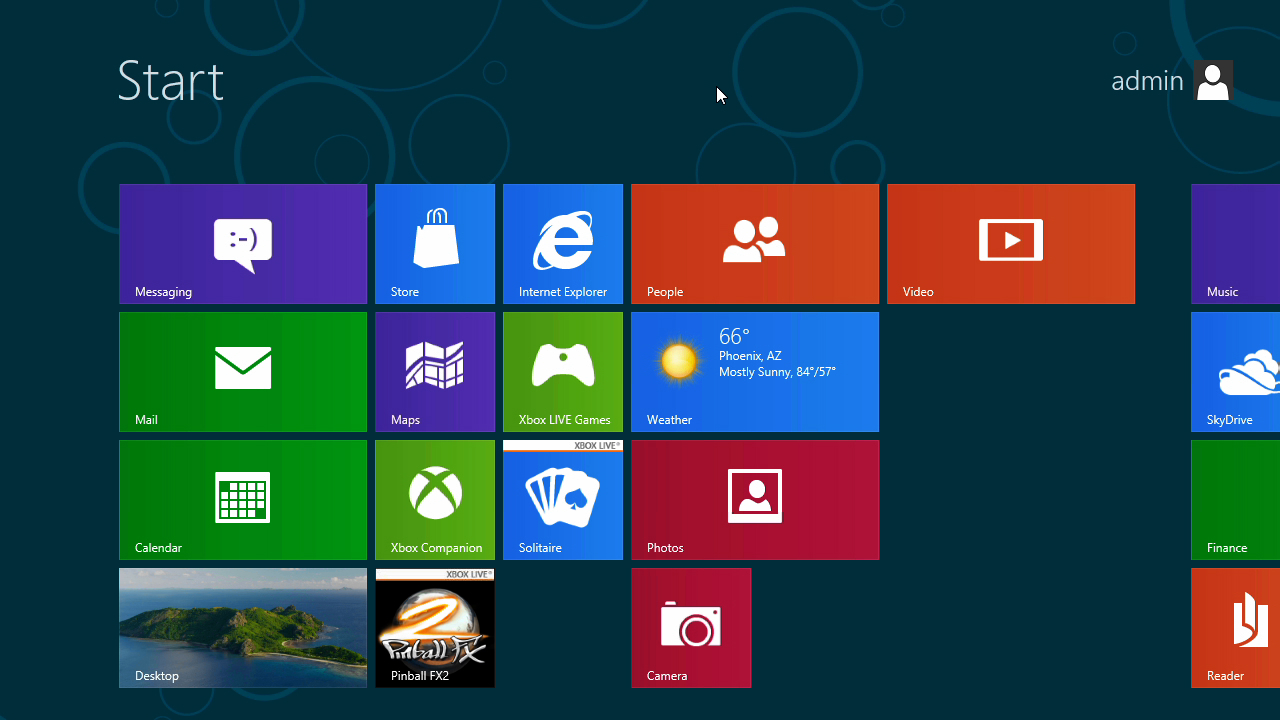 Start
admin
:-)
Messaging
Store
Internet Explorer
People
Video
Music
66°
Phoenix, AZ
Mostly Sunny, 84°/57°
Mail
Maps
Xbox LIVE Games
Weather
SkyDrive
XBOX LIVE®
Calendar
Xbox Companion
Solitaire
Photos
Finance
XBOX LIVE®
2
Pinball FX
Desktop
Pinball FX2
Camera
Reader